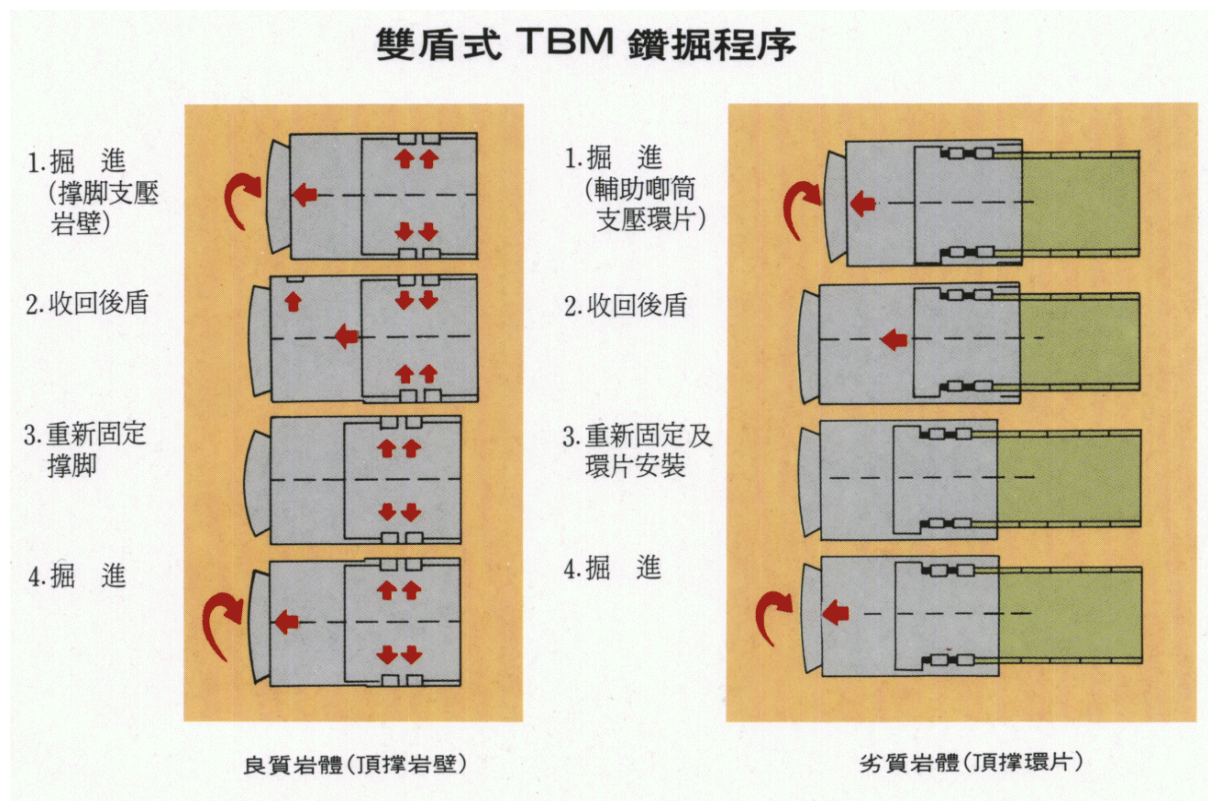 雙盾式 TBM 鑽掘程序
1.掘 進
(撐脚支壓
岩壁)
2.收回後盾
3.重新固定
撐脚
4.掘 進
良質岩體(頂撐岩壁)
1.掘 進
(輔助唧筒
支壓環片)
2.收回後盾
3.重新固定及
環片安裝
4.掘 進
劣質岩體(頂撐環片)